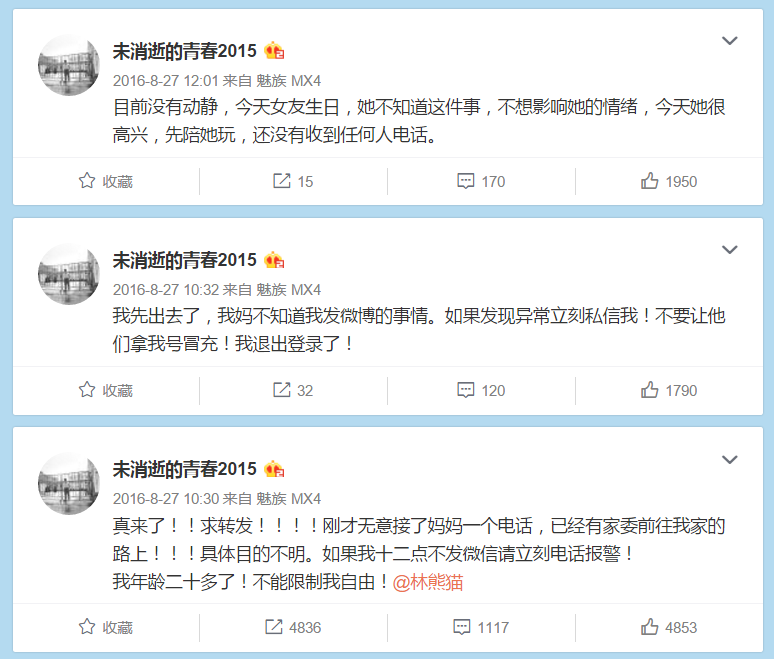 未消逝的青春2015
2016-8-27 12:01 来自 魅族 MX4
目前没有动静，今天女友生日，她不知道这件事，不想影响她的情绪，今天她很
高兴，先陪她玩，还没有收到任何人电话。
收藏 15 170 1950
未消逝的青春2015
2016-8-27 10:32 来自 魅族 MX4
我先出去了，我妈不知道我发微博的事情。如果发现异常立刻私信我！不要让他
们拿我号冒充！我退出登录了！
收藏 32 120 1790
未消逝的青春2015
2016-8-27 10:30 来自 魅族 MX4
真来了！！求转发！！！！刚才无意接了妈妈一个电话，已经有家委前往我家的
路上！！！具体目的不明。如果我十二点不发微信请立刻电话报警！
我年龄二十多了！不能限制我自由！@林熊猫
收藏 4836 1117 4853